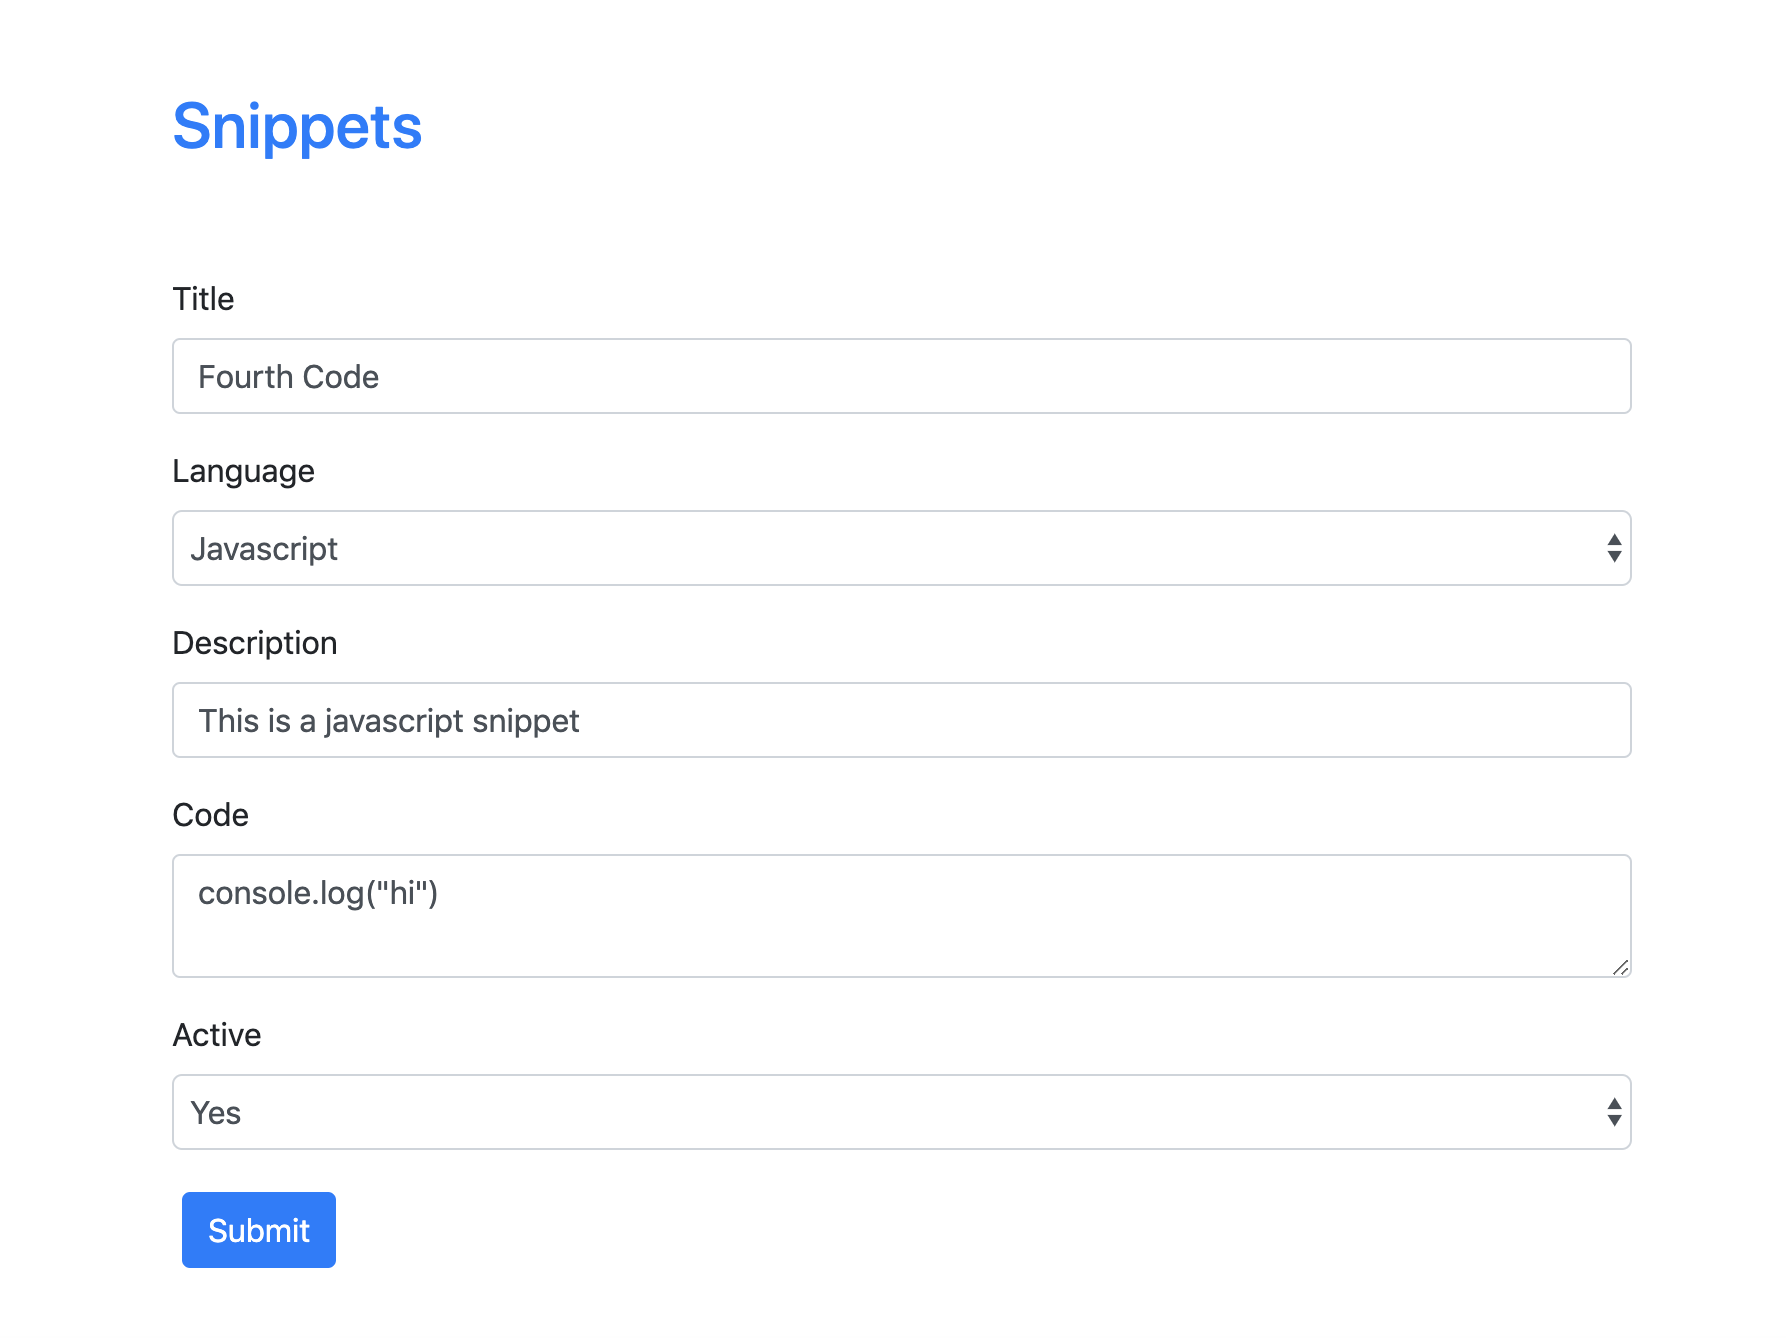 Snippets
Title
Fourth Code
Language
Javascript
Description
This is a javascript snippet
Code
console.log("hi")
Active
Yes
Submit